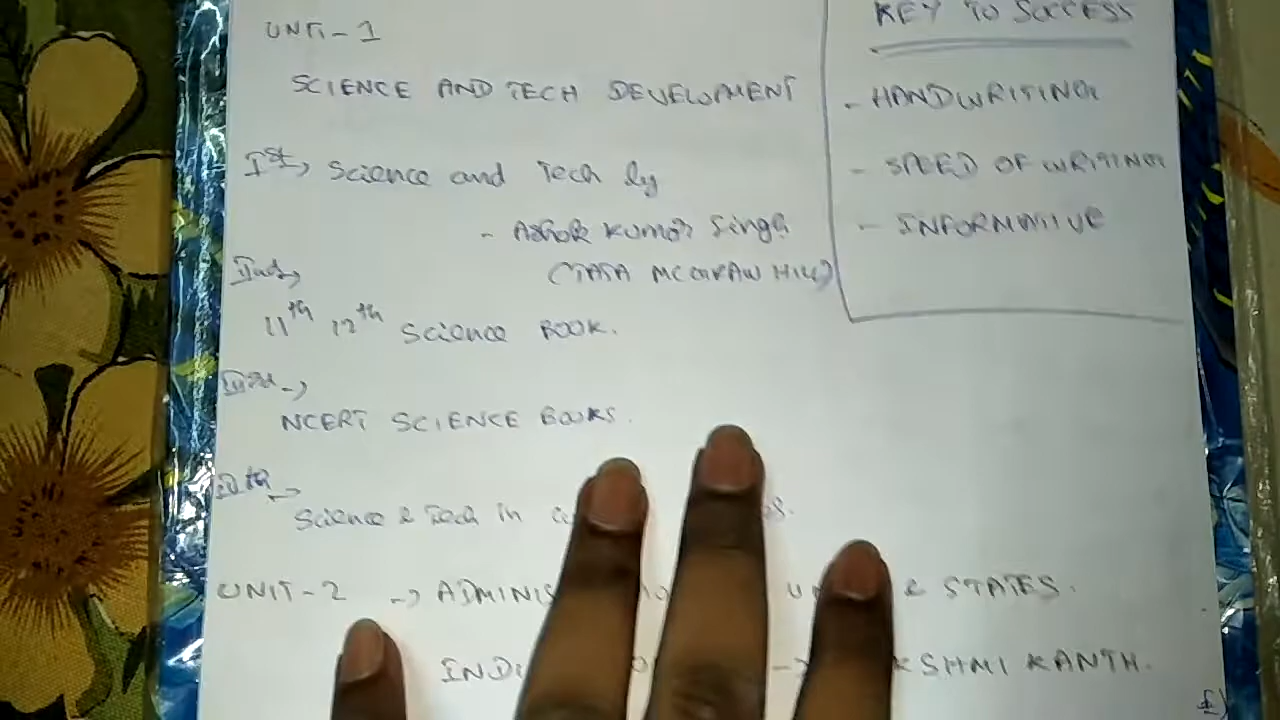 UNIT-1
SCIENCE AND TECH DEVELOPMENT
Ist→ Science and Tech by
- Ashok Kumar Singh
(TATA MCGRAW HILL)
IInd→
11th 12th Science BOOK.
IIIrd→
NCERT SCIENCE BOOKS.
Science & Tech in
UNIT-2 → & STATES.
KANTH.
KEY TO SUCCESS
- HANDWRITING
- SPEED OF WRITING
- INFORMATIVE